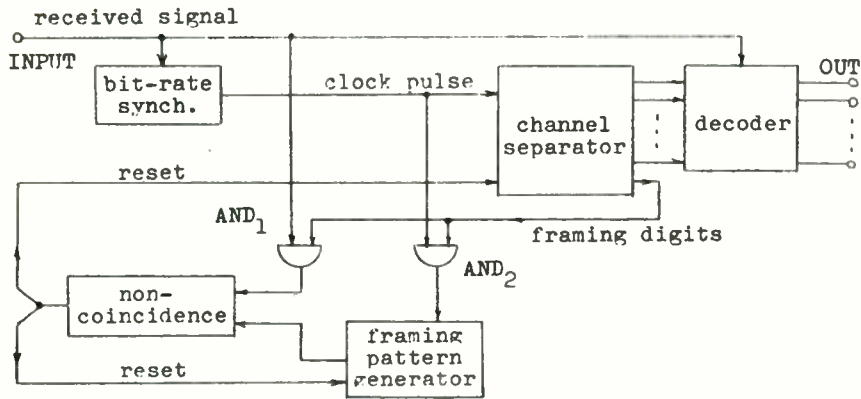 received signal
INPUT
bit-rate
synch.
clock pulse
channel
separator
decoder
OUT
reset
AND1
framing digits
AND2
non-
coincidence
framing
pattern
generator
reset